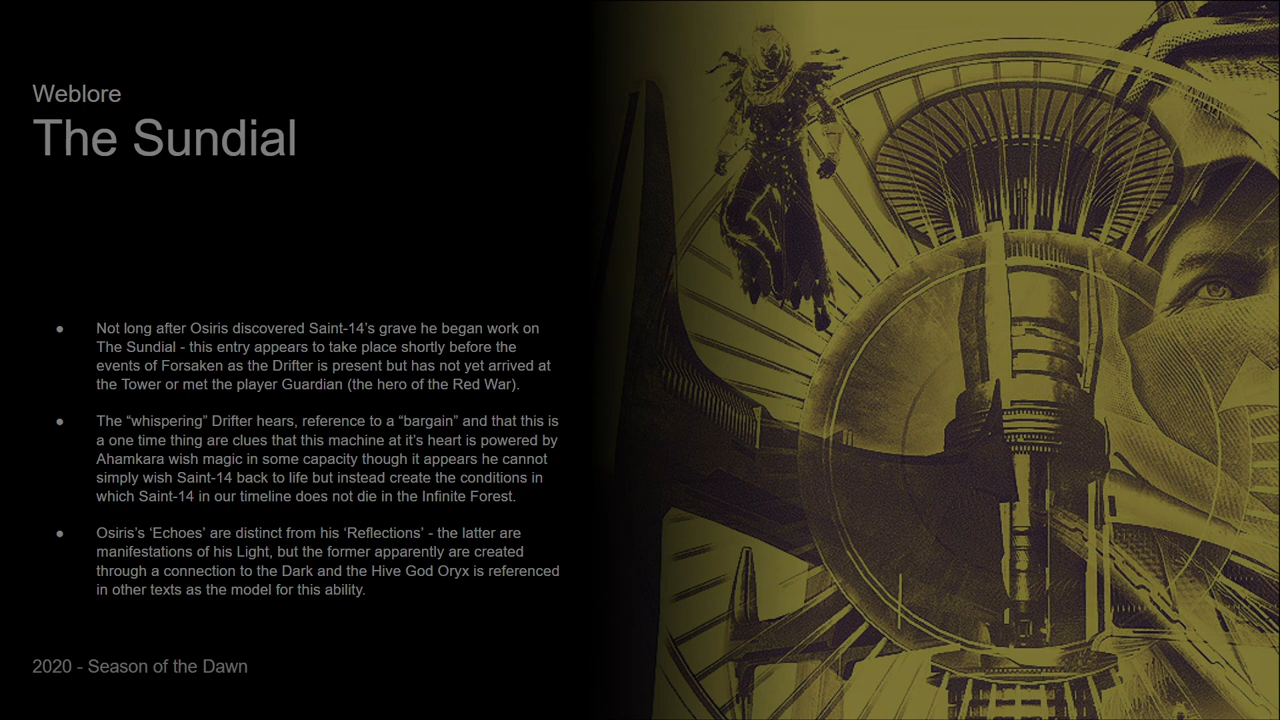 Weblore
The Sundial
● Not long after Osiris discovered Saint-14's grave he began work on
The Sundial - this entry appears to take place shortly before the
events of Forsaken as the Drifter is present but has not yet arrived at
the Tower or met the player Guardian (the hero of the Red War).
● The “whispering” Drifter hears, reference to a “bargain” and that this is
a one time thing are clues that this machine at it's heart is powered by
Ahamkara wish magic in some capacity though it appears he cannot
simply wish Saint-14 back to life but instead create the conditions in
which Saint-14 in our timeline does not die in the Infinite Forest.
● Osiris's ‘Echoes’ are distinct from his ‘Reflections’ - the latter are
manifestations of his Light, but the former apparently are created
through a connection to the Dark and the Hive God Oryx is referenced
in other texts as the model for this ability.
2020 - Season of the Dawn